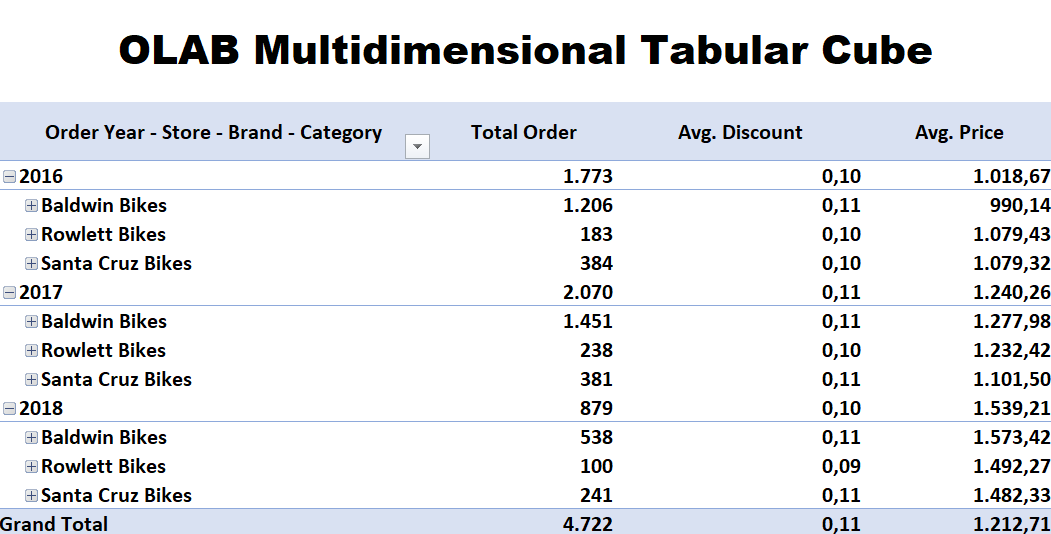 OLAB Multidimensional Tabular Cube
Order Year - Store - Brand - Category Total Order Avg. Discount Avg. Price
2016 1.773 0,10 1.018,67
Baldwin Bikes 1.206 0,11 990,14
Rowlett Bikes 183 0,10 1.079,43
Santa Cruz Bikes 384 0,10 1.079,32
2017 2.070 0,11 1.240,26
Baldwin Bikes 1.451 0,11 1.277,98
Rowlett Bikes 238 0,10 1.232,42
Santa Cruz Bikes 381 0,11 1.101,50
2018 879 0,10 1.539,21
Baldwin Bikes 538 0,11 1.573,42
Rowlett Bikes 100 0,09 1.492,27
Santa Cruz Bikes 241 0,11 1.482,33
Grand Total 4.722 0,11 1.212,71